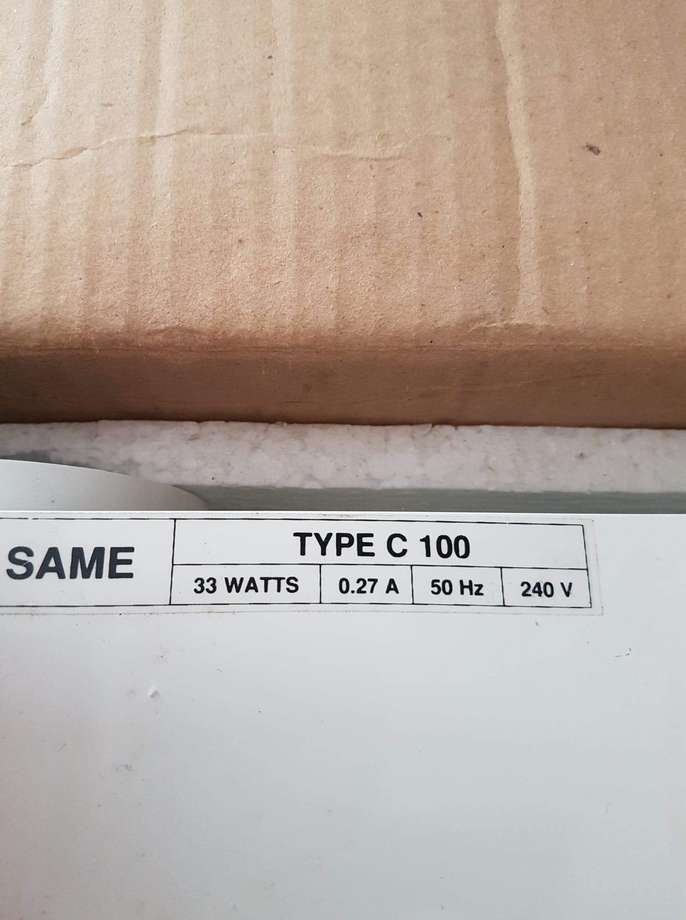 SAME
TYPE C 100
33 WATTS 0.27 A 50 Hz 240 V